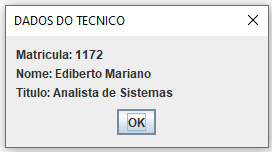 DADOS DO TECNICO
Matricula: 1172
Nome: Ediberto Mariano
Titulo: Analista de Sistemas
OK